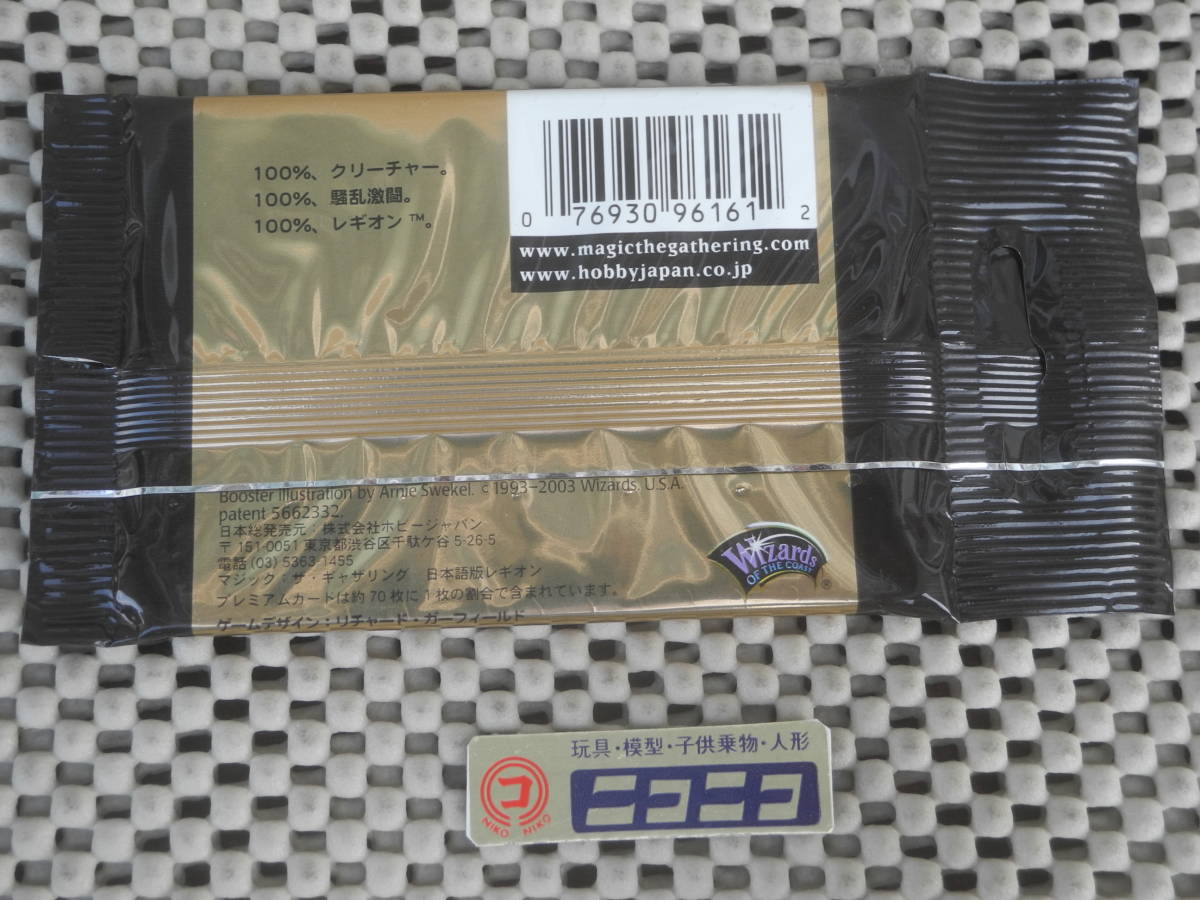 100%、クリーチャー。
100%、騒乱激闘。
100%、レギオン ™。
0 76930 96161 2
www.magicthegathering.com
www.hobbyjapan.co.jp
Booster Illustration by Arnie Swekel. c 1993-2003 Wizards. U.S.A.
patent 5662332.
日本総発売元：株式会社ホビージャパン
〒151-0051 東京都渋谷区千駄ケ谷 5-26-5
電話 (03) 5363-1455
マジック：ザ・ギャザリング 日本語版レギオン
プレミアムカードは約 70 枚に 1 枚の割合で含まれています。
ゲームデザイン：リチャード・ガーフィールド
Wizards
OF THE COAST ®
玩具・模型・子供乗物・人形
コ
NIKO NIKO
ニコニコ